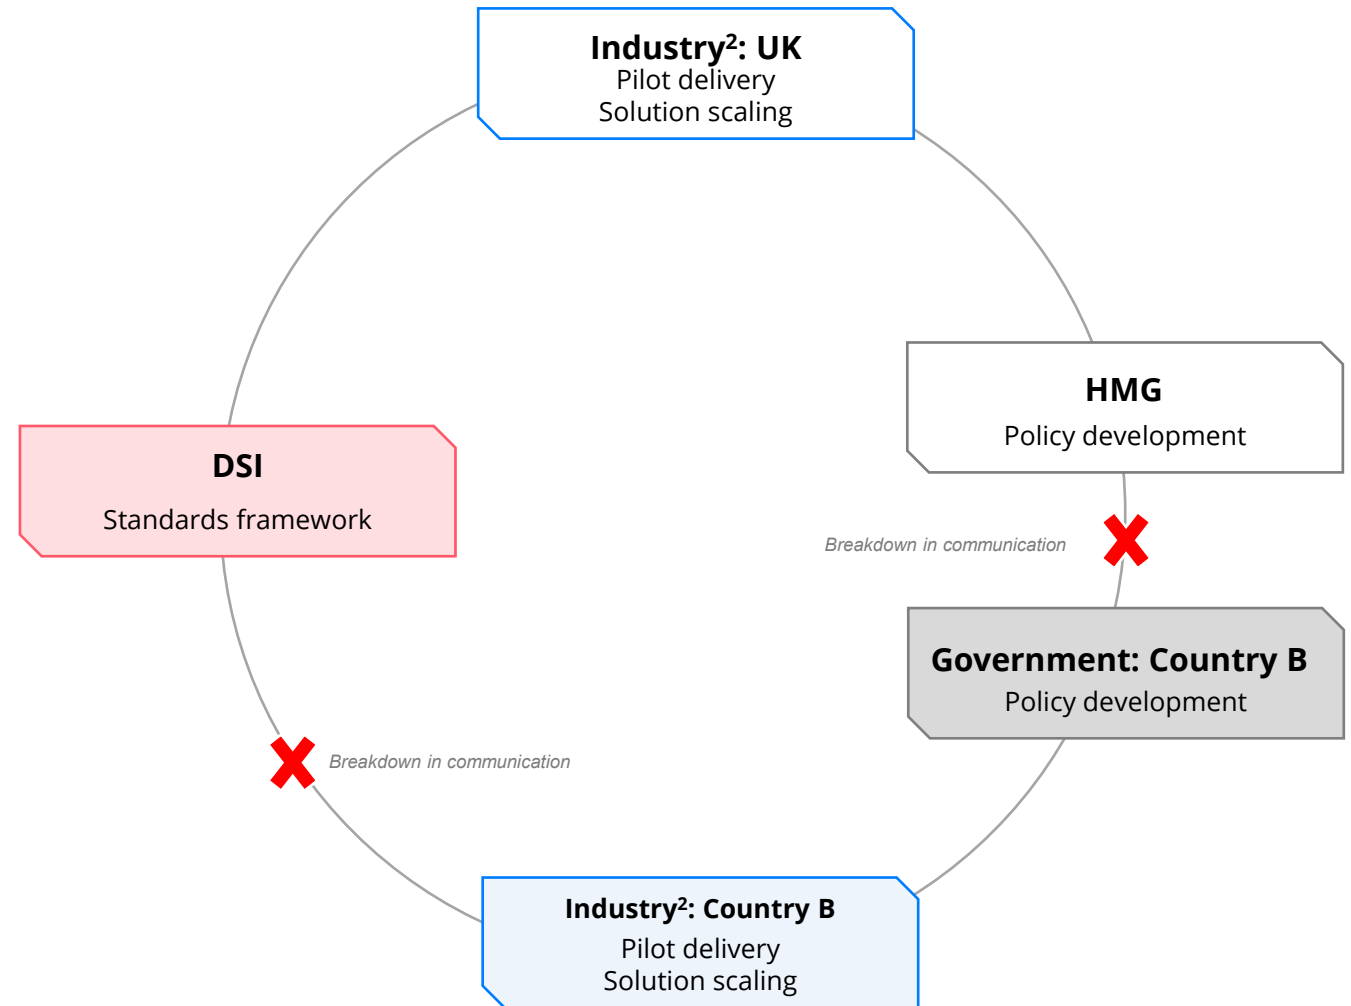 Industry²: UK
Pilot delivery
Solution scaling
HMG
Policy development
DSI
Standards framework
Breakdown in communication
Government: Country B
Policy development
Breakdown in communication
Industry²: Country B
Pilot delivery
Solution scaling